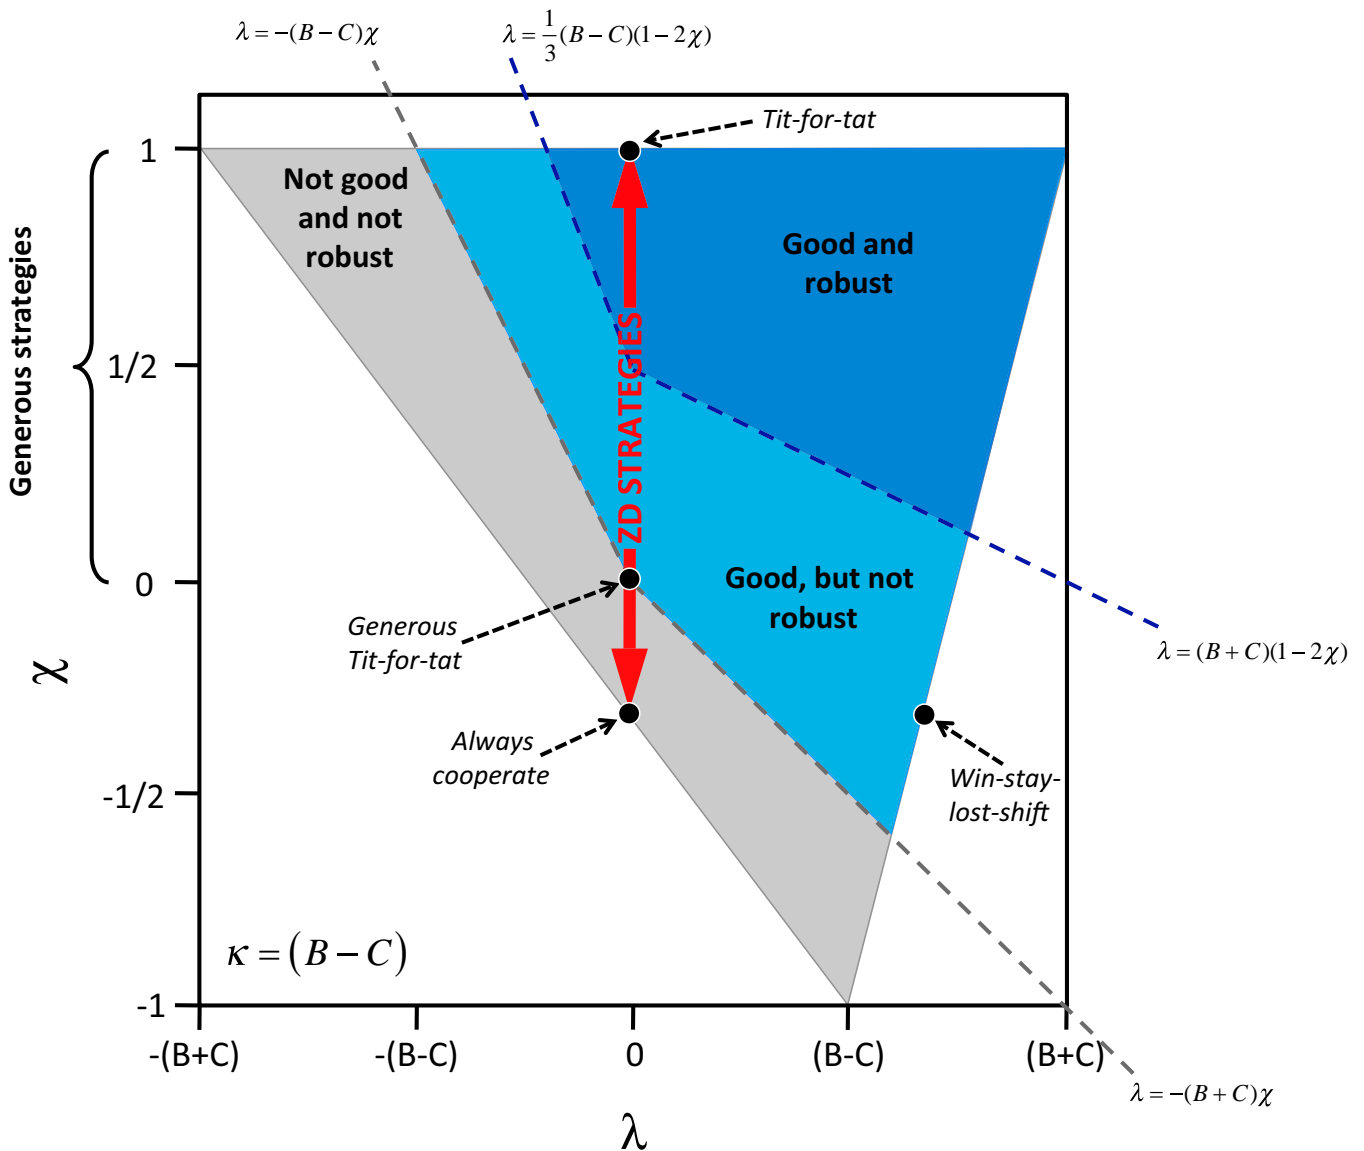 λ = −(B − C)χ
λ = 1/3 (B − C)(1 − 2χ)
Tit-for-tat
1
Not good
and not
robust
Good and
robust
Generous strategies
1/2
ZD STRATEGIES
0
Good, but not
robust
Generous
Tit-for-tat
λ = (B + C)(1 − 2χ)
χ
Always
cooperate
Win-stay-
lost-shift
-1/2
κ = (B − C)
-1
-(B+C)
-(B-C)
0
(B-C)
(B+C)
λ = −(B + C)χ
λ